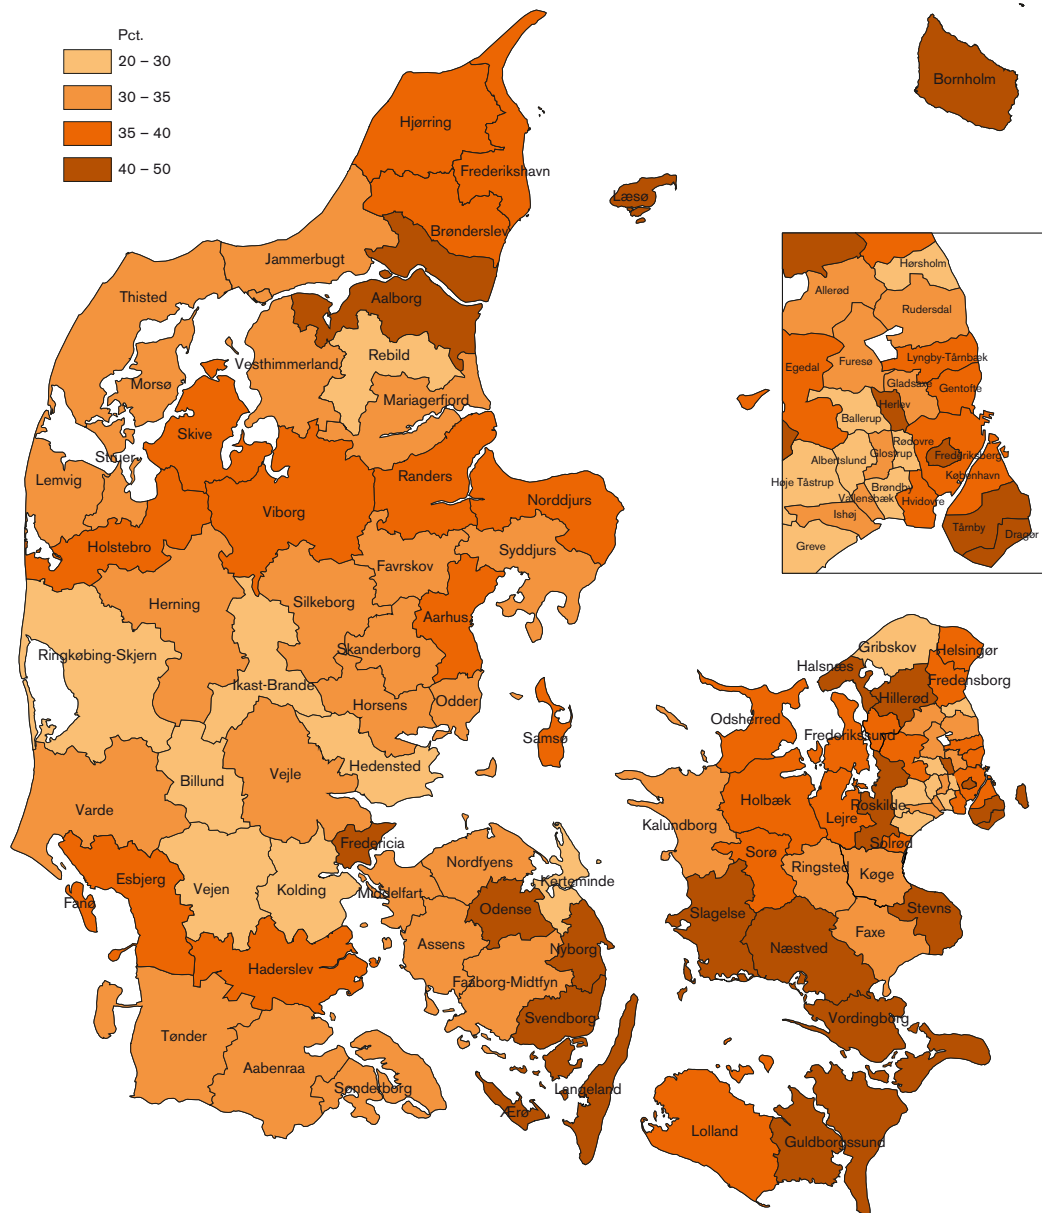 Pct.
20 – 30
30 – 35
35 – 40
40 – 50
Bornholm
Hjørring
Frederikshavn
Læsø
Brønderslev
Jammerbugt
Thisted
Aalborg
Vesthimmerland
Rebild
Morsø
Mariagerfjord
Skive
Struer
Lemvig
Randers
Norddjurs
Viborg
Holstebro
Syddjurs
Favrskov
Silkeborg
Herning
Aarhus
Skanderborg
Ringkøbing-Skjern
Ikast-Brande
Horsens
Odder
Samsø
Hedensted
Vejle
Billund
Varde
Fredericia
Esbjerg
Vejen
Kolding
Fanø
Haderslev
Tønder
Aabenraa
Sønderborg
Nordfyens
Middelfart
Kerteminde
Odense
Assens
Nyborg
Faaborg-Midtfyn
Svendborg
Langeland
Ærø
Hørsholm
Allerød
Rudersdal
Lyngby-Tårnbæk
Furesø
Egedal
Gladsaxe
Gentofte
Herlev
Ballerup
Rødovre
Glostrup
Frederiksberg
Albertslund
København
Høje Tåstrup
Brøndby
Vallensbæk
Hvidovre
Ishøj
Tårnby
Dragør
Greve
Gribskov
Helsingør
Halsnæs
Fredensborg
Hillerød
Odsherred
Frederikssund
Holbæk
Roskilde
Lejre
Kalundborg
Solrød
Sorø
Ringsted
Køge
Slagelse
Stevns
Faxe
Næstved
Vordingborg
Lolland
Guldborgssund